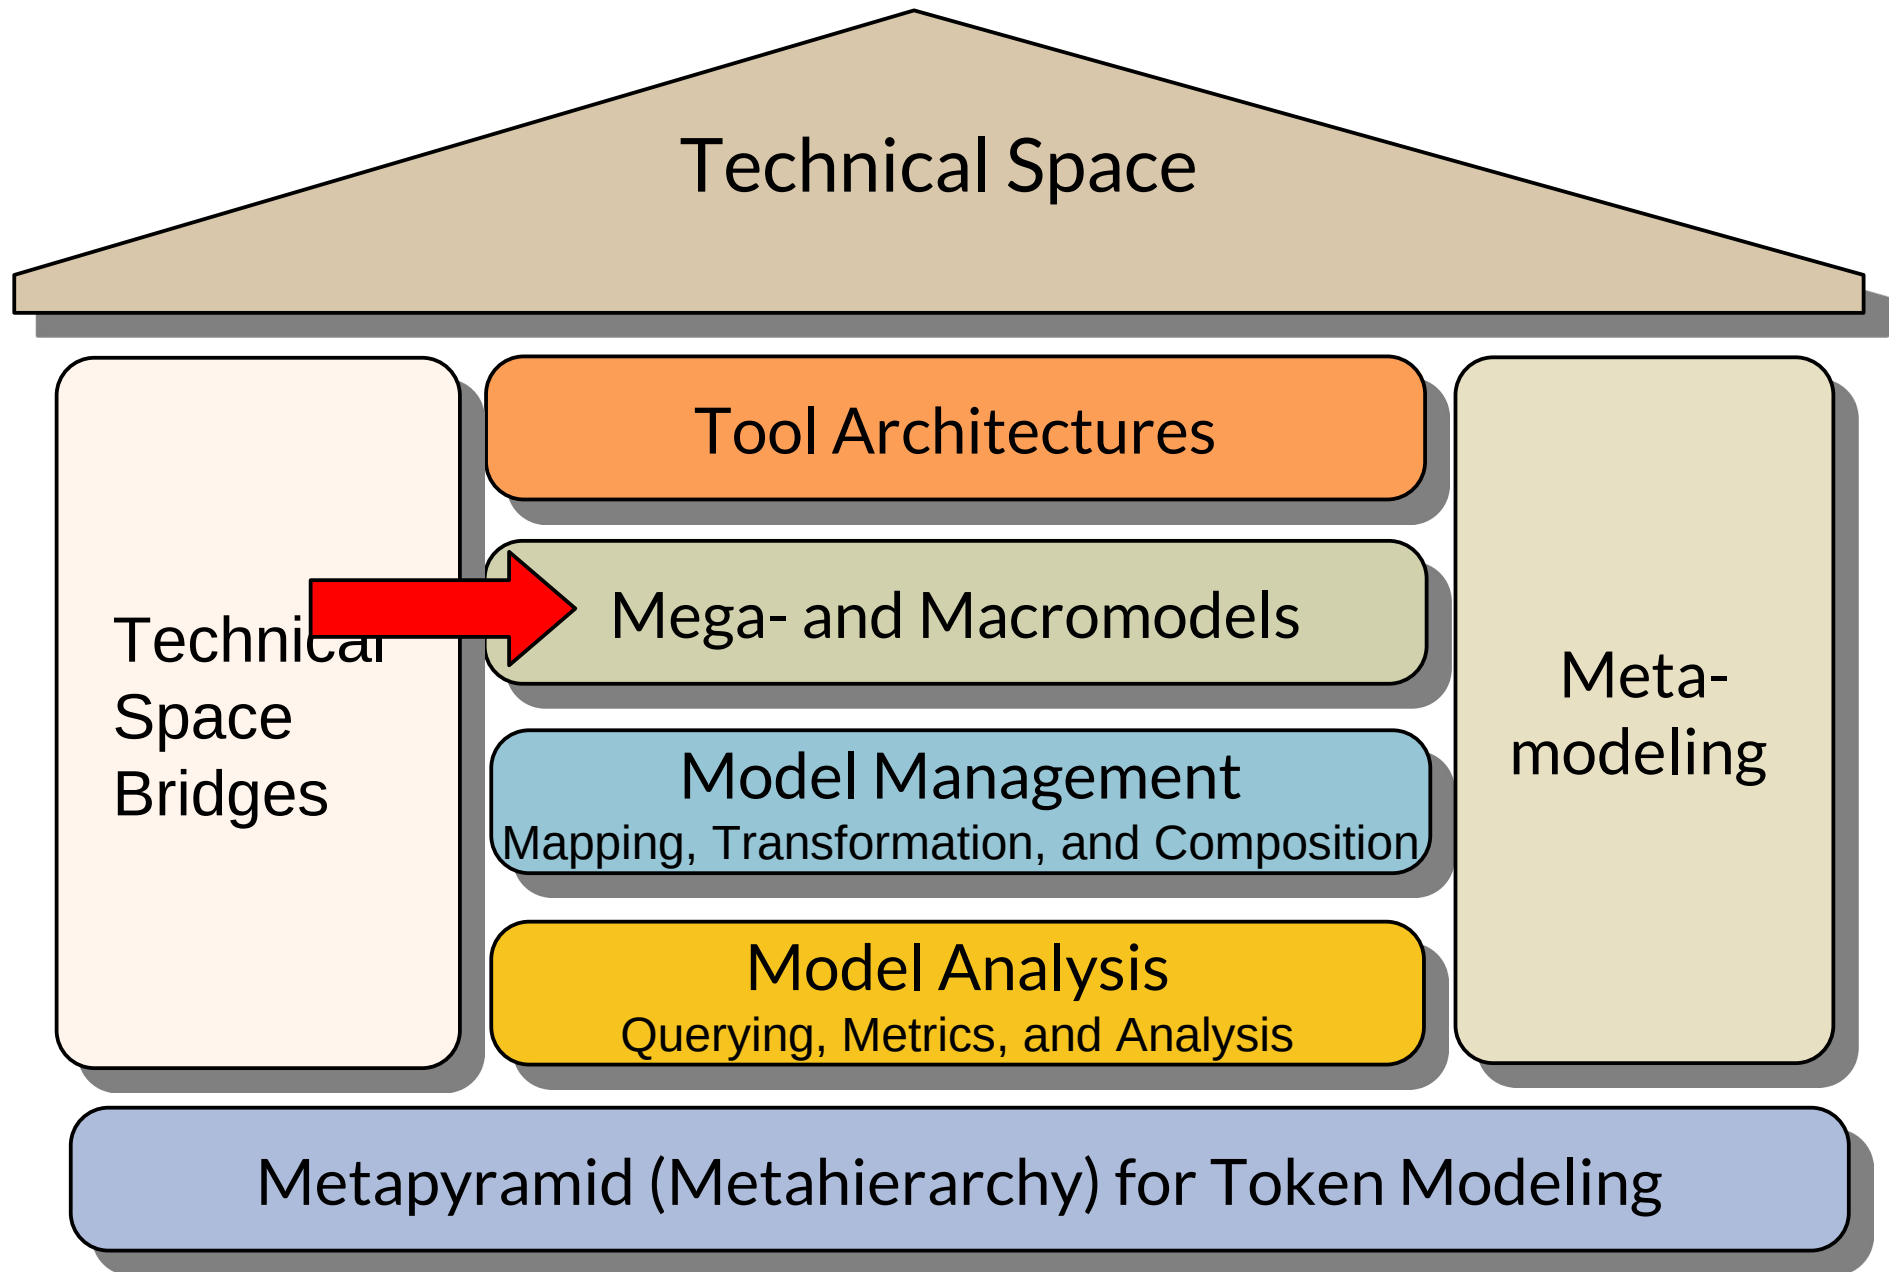 Technical Space
Tool Architectures
Mega- and Macromodels
Technical
Space
Bridges
Meta-
modeling
Model Management
Mapping, Transformation, and Composition
Model Analysis
Querying, Metrics, and Analysis
Metapyramid (Metahierarchy) for Token Modeling